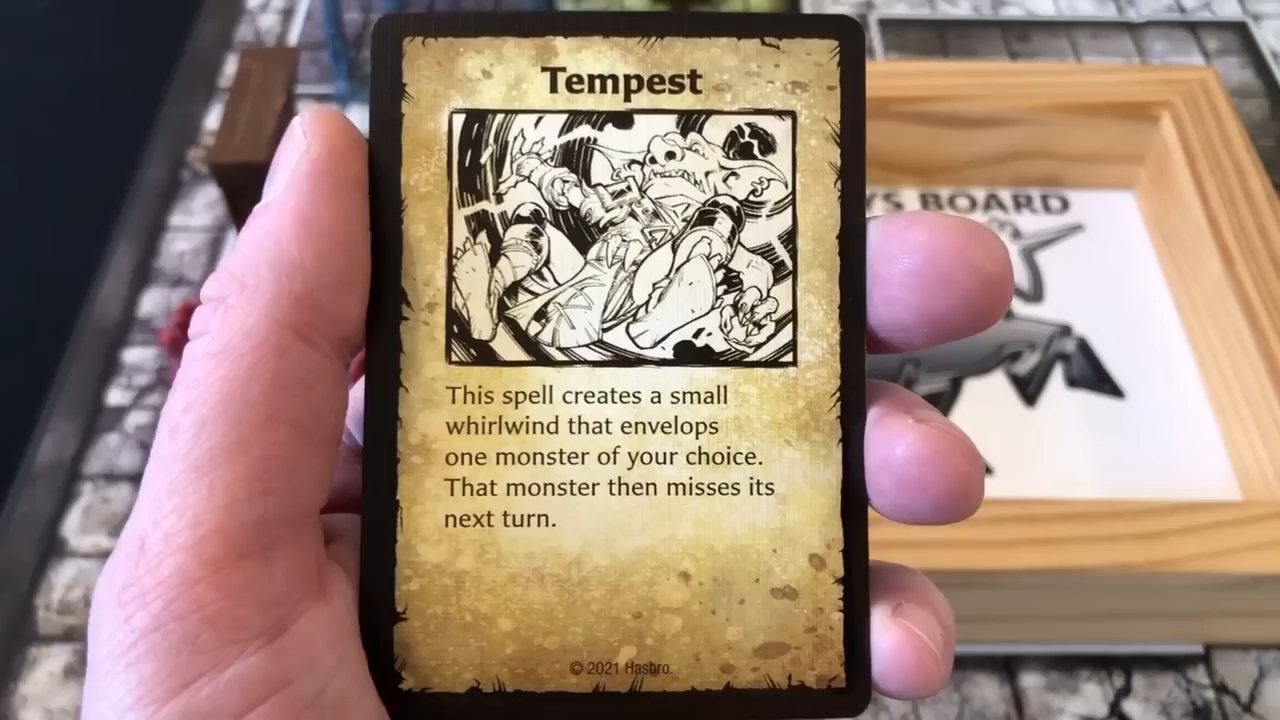 Tempest
YS BOARD
This spell creates a small
whirlwind that envelops
one monster of your choice.
That monster then misses its
next turn.
© 2021 Hasbro.